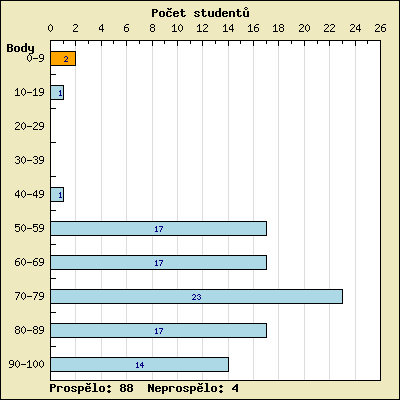 Počet studentů
0 2 4 6 8 10 12 14 16 18 20 22 24 26
Body
0-9 2
10-19 1
20-29
30-39
40-49 1
50-59 17
60-69 17
70-79 23
80-89 17
90-100 14
Prospělo: 88 Neprospělo: 4